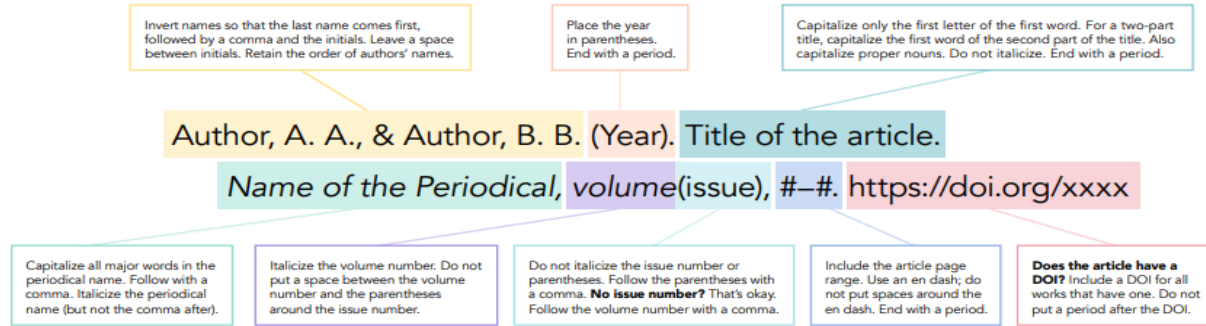 Invert names so that the last name comes first,
followed by a comma and the initials. Leave a space
between initials. Retain the order of authors’ names.
Place the year
in parentheses.
End with a period.
Capitalize only the first letter of the first word. For a two-part
title, capitalize the first word of the second part of the title. Also
capitalize proper nouns. Do not italicize. End with a period.
Author, A. A., & Author, B. B. (Year). Title of the article.
Name of the Periodical, volume(issue), #–#. https://doi.org/xxxx
Capitalize all major words in the
periodical name. Follow with a
comma. Italicize the periodical
name (but not the comma after).
Italicize the volume number. Do not
put a space between the volume
number and the parentheses
around the issue number.
Do not italicize the issue number or
parentheses. Follow the parentheses with
a comma. No issue number? That’s okay.
Follow the volume number with a comma.
Include the article page
range. Use an en dash; do
not put spaces around the
en dash. End with a period.
Does the article have a
DOI? Include a DOI for all
works that have one. Do not
put a period after the DOI.